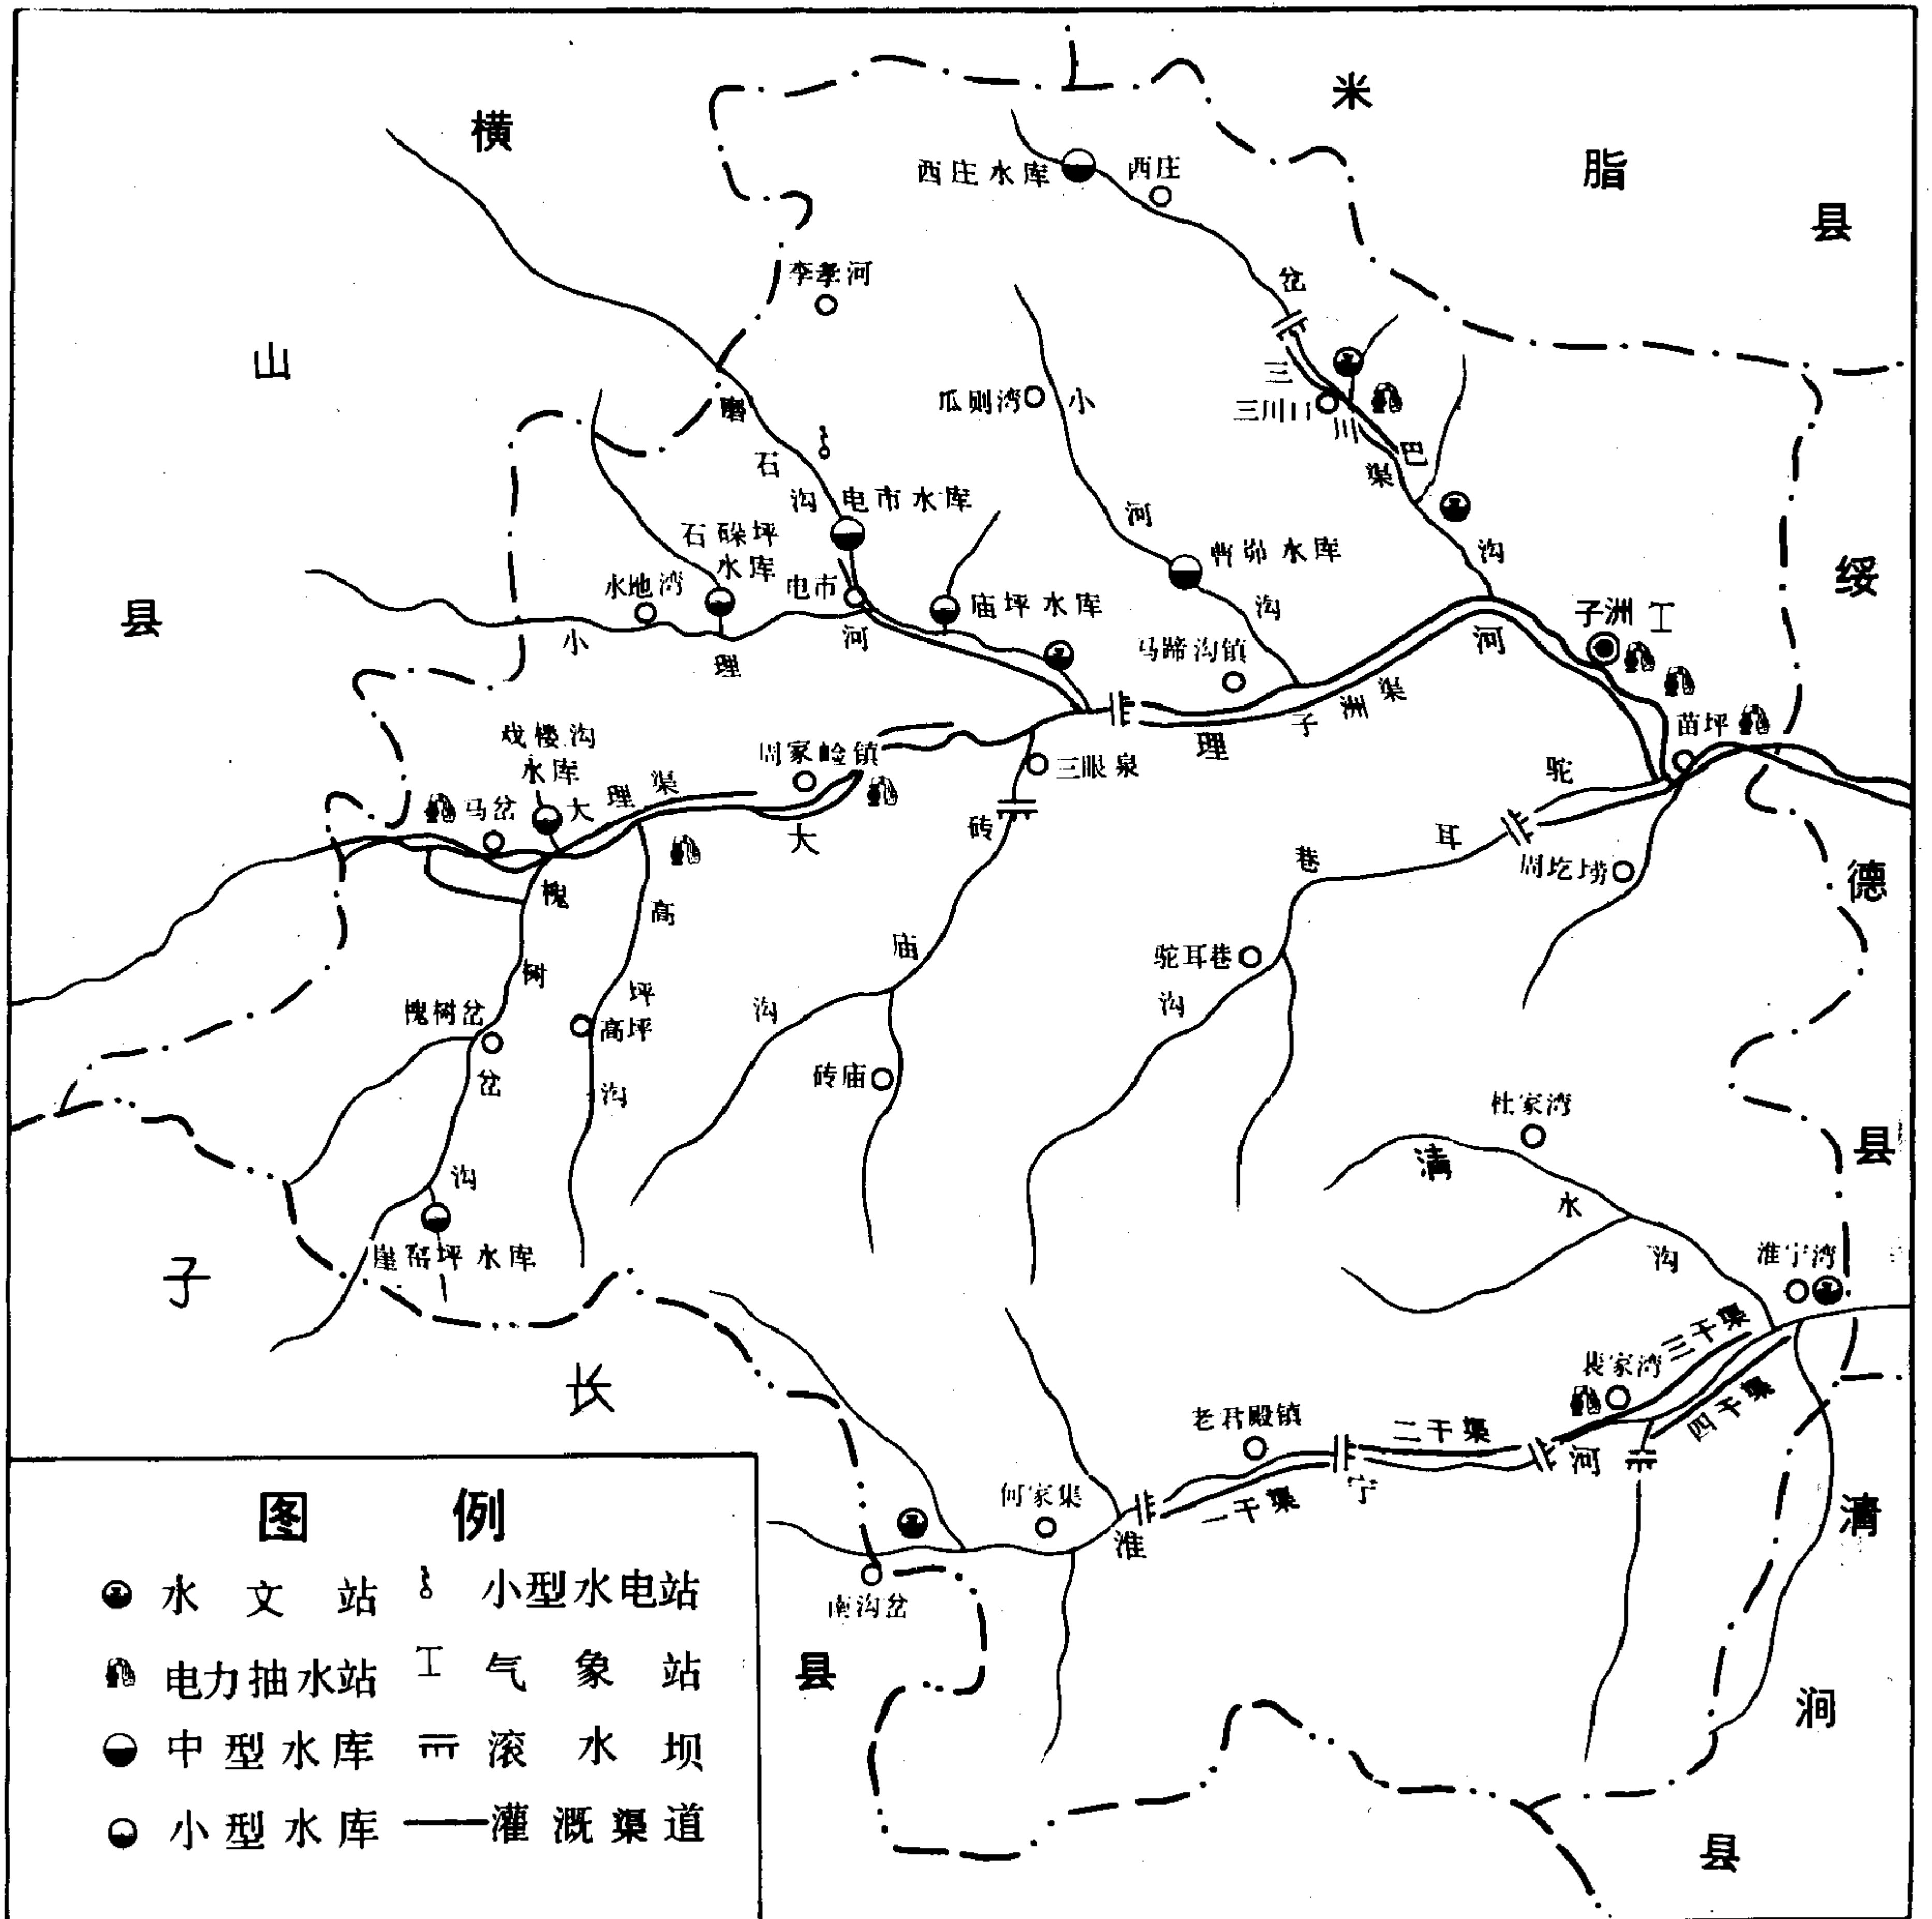 横
米
脂
县
山
县
绥
德
县
子
长
县
清
涧
县
西庄水库
西庄
李孝河
岔
三
三川口
川
渠
巴
沟
瓜则湾
小
河
沟
磨
石
沟
电市水库
石垛坪
水库
水地湾
电市
庙坪水库
小
理
河
马蹄沟镇
子洲
河
子洲渠
理
苗坪
戏楼沟
水库
周家崄镇
三眼泉
马岔
大理渠
大
砖
庙
沟
砖庙
驼
耳
巷
沟
驼耳巷
周圪崂
槐
树
岔
沟
槐树岔
高
坪
沟
高坪
崖窑坪水库
杜家湾
清
水
沟
淮宁湾
三干渠
裴家湾
四干渠
老君殿镇
二干渠
河
宁
一干渠
何家集
淮
南沟岔
图例
水文站
小型水电站
电力抽水站
气象站
中型水库
滚水坝
小型水库
灌溉渠道